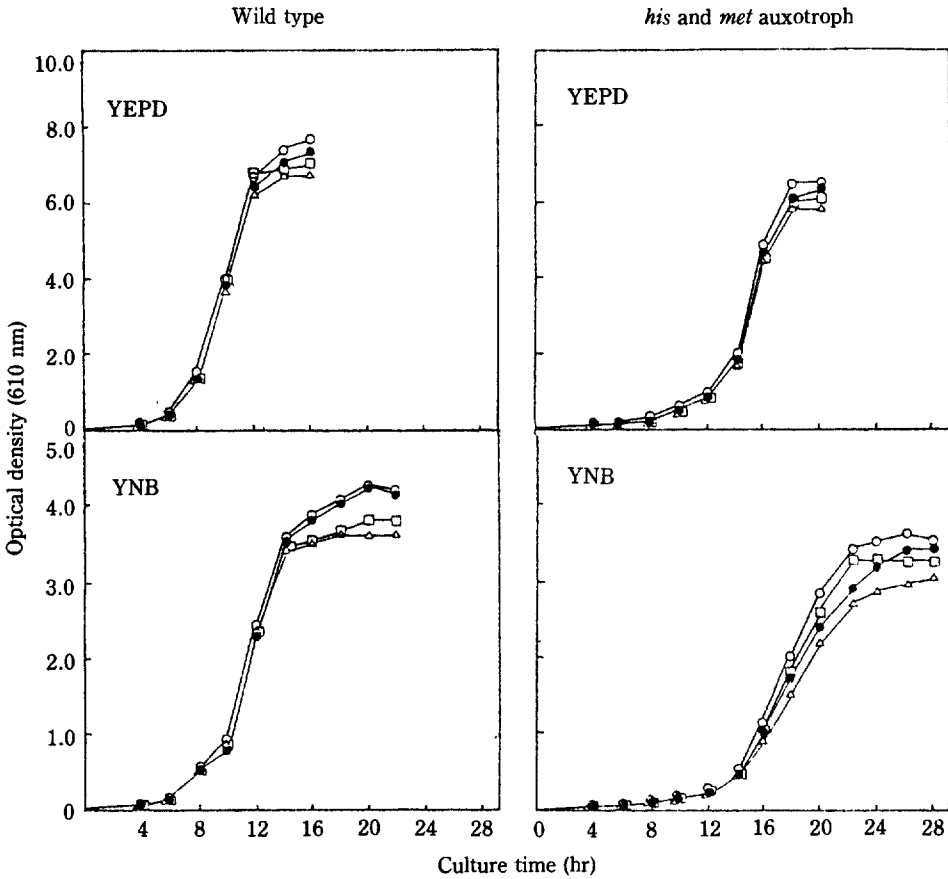 Wild type
his and met auxotroph
10.0
YEPD
8.0
6.0
4.0
2.0
0
YEPD
5.0
YNB
4.0
3.0
2.0
1.0
0
4 8 12 16 20 24 28
YNB
0 4 8 12 16 20 24 28
Optical density (610 nm)
Culture time (hr)